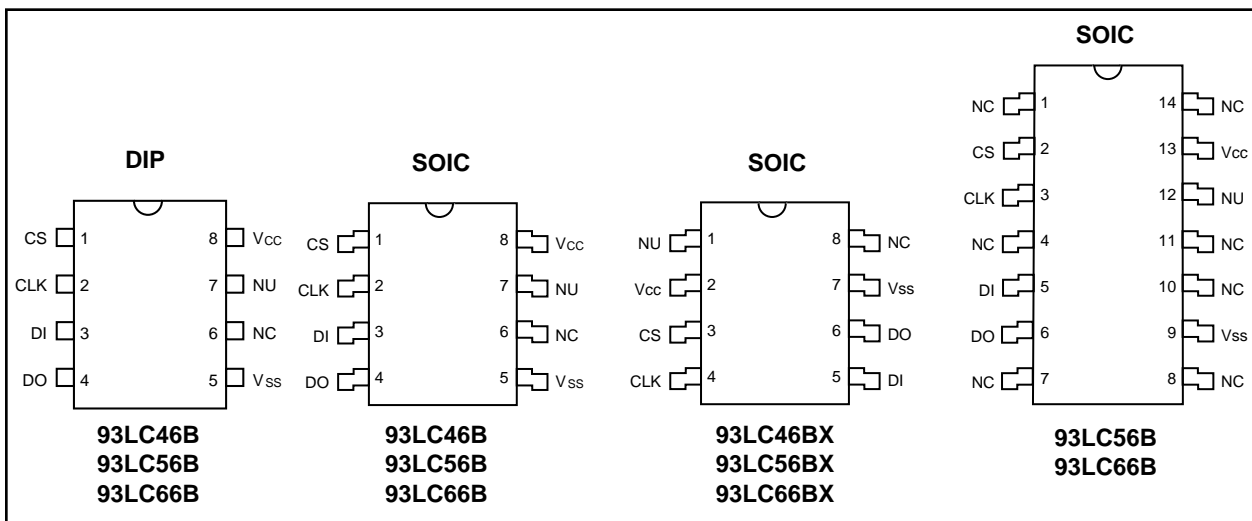 DIP
CS 1 8 Vcc
CLK 2 7 NU
DI 3 6 NC
DO 4 5 Vss
93LC46B
93LC56B
93LC66B
SOIC
CS 1 8 Vcc
CLK 2 7 NU
DI 3 6 NC
DO 4 5 Vss
93LC46B
93LC56B
93LC66B
SOIC
NU 1 8 NC
Vcc 2 7 Vss
CS 3 6 DO
CLK 4 5 DI
93LC46BX
93LC56BX
93LC66BX
SOIC
NC 1 14 NC
CS 2 13 Vcc
CLK 3 12 NU
NC 4 11 NC
DI 5 10 NC
DO 6 9 Vss
NC 7 8 NC
93LC56B
93LC66B